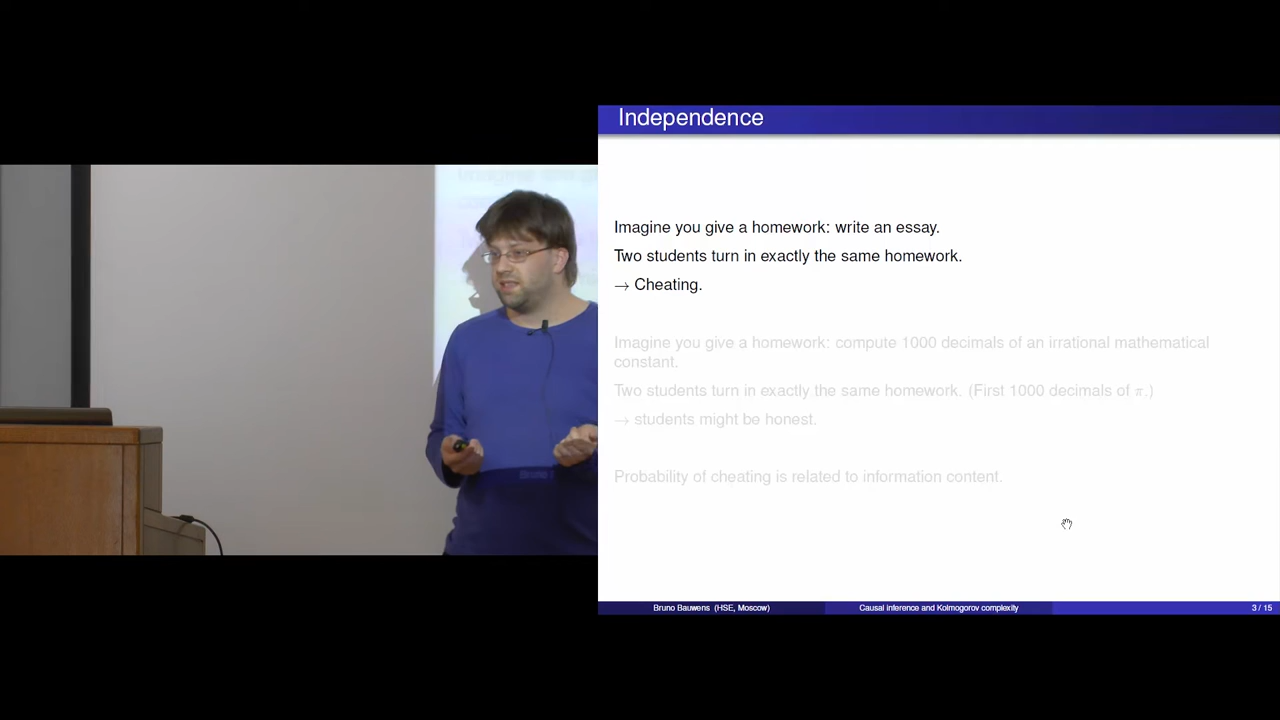 Independence
Imagine you give a homework: write an essay.
Two students turn in exactly the same homework.
→ Cheating.
Imagine you give a homework: compute 1000 decimals of an irrational mathematical
constant.
Two students turn in exactly the same homework. (First 1000 decimals of π.)
→ students might be honest.
Probability of cheating is related to information content.
Bruno Bauwens (HSE, Moscow) Causal inference and Kolmogorov complexity 3 / 15